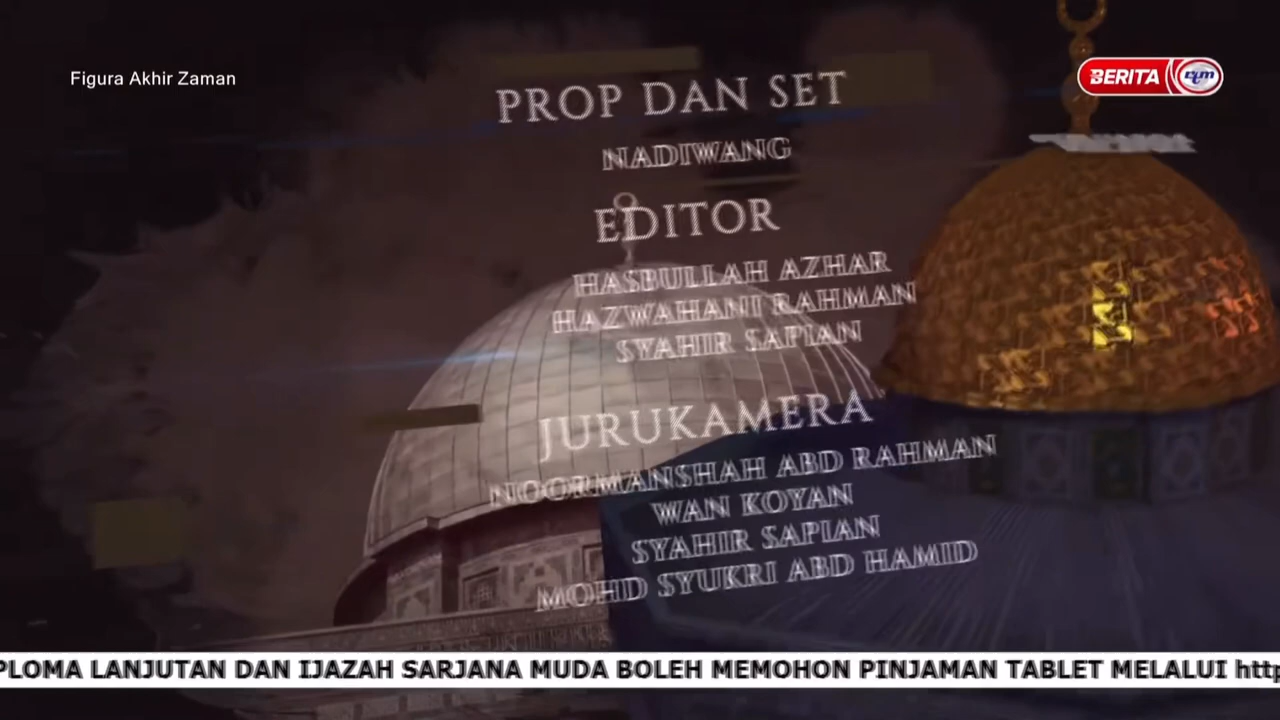 Figura Akhir Zaman
BERITA rtm
PROP DAN SET
NADIWANG
EDITOR
HASBULLAH AZHAR
HAZWAHANI RAHMAN
SYAHIR SAPIAN
JURUKAMERA
NOORMANSHAH ABD RAHMAN
WAN KOYAN
SYAHIR SAPIAN
MOHD SYUKRI ABD HAMID
PLOMA LANJUTAN DAN IJAZAH SARJANA MUDA BOLEH MEMOHON PINJAMAN TABLET MELALUI http